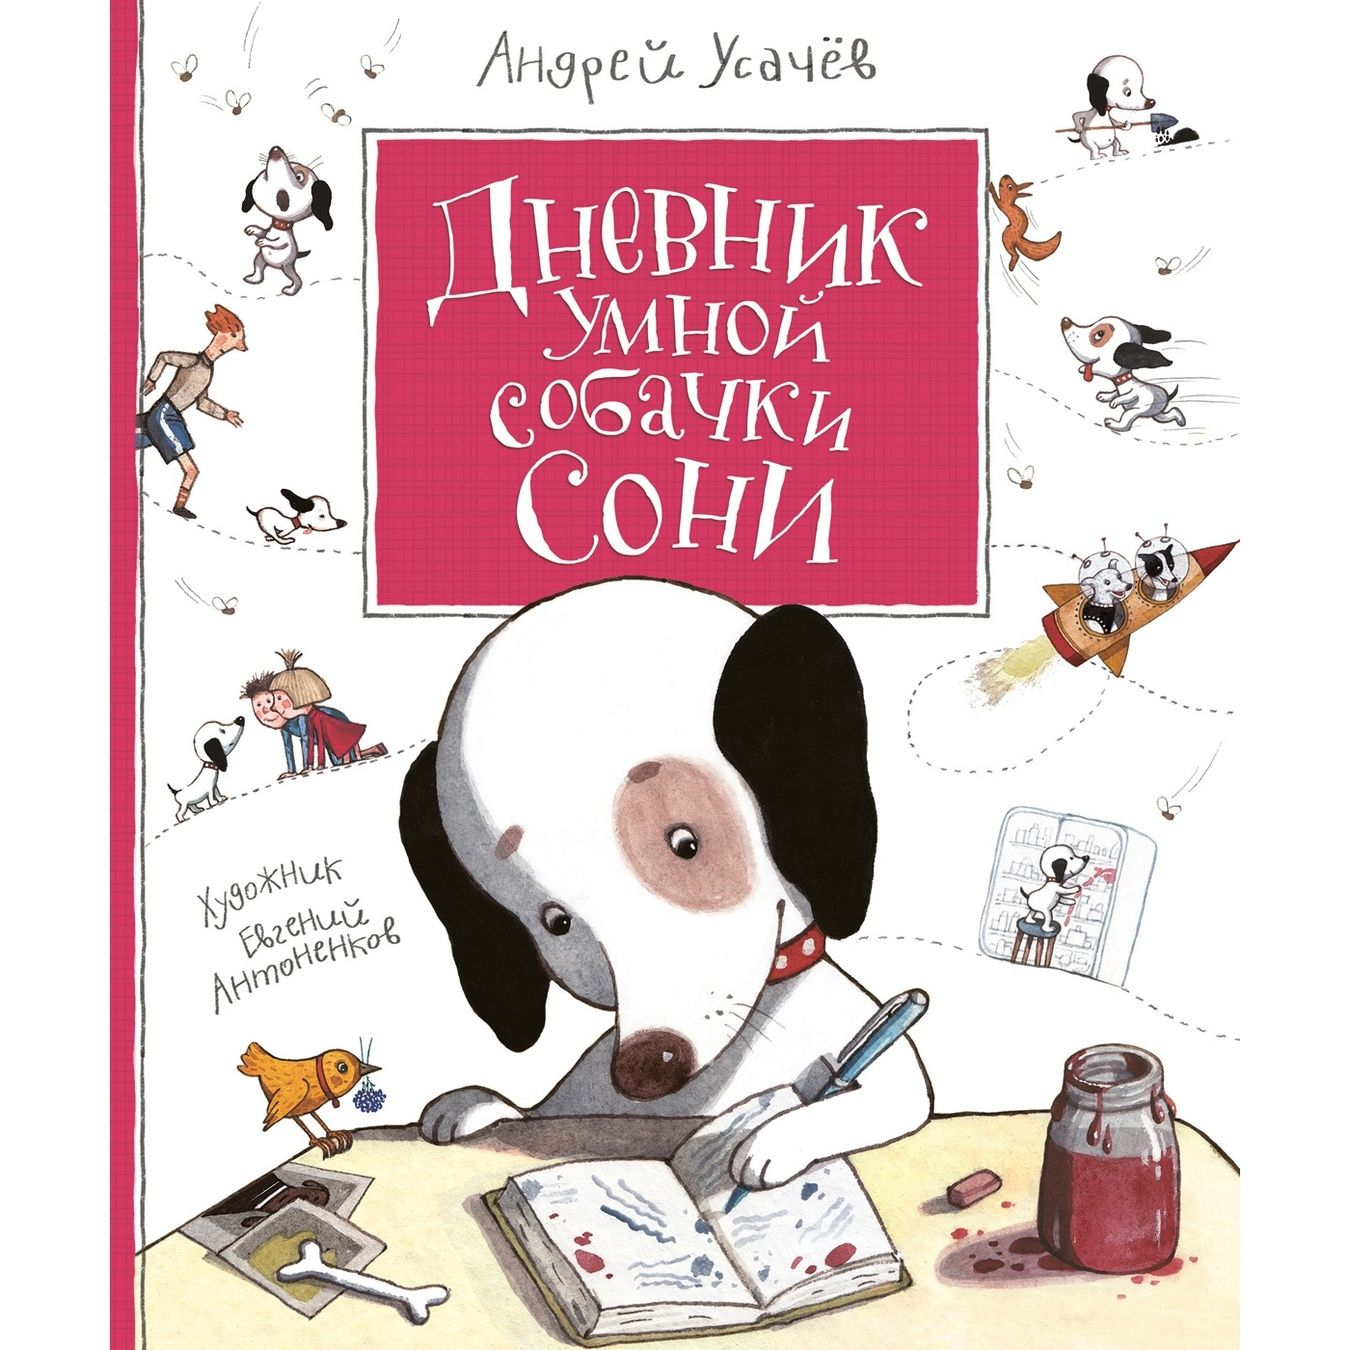 Андрей Усачёв
Дневник
умной
собачки
Сони
Художник
Евгений
Антоненков